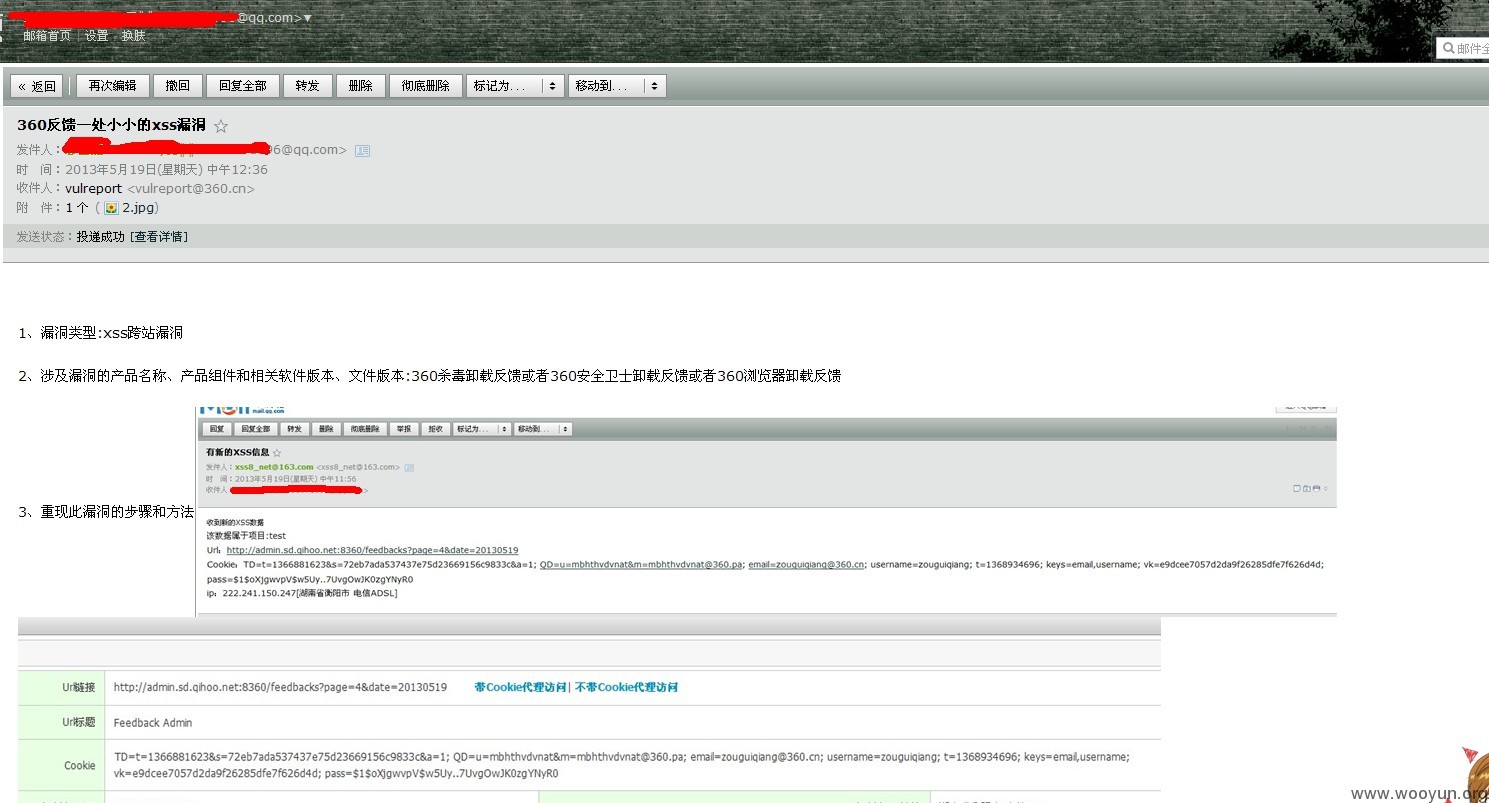 @qq.com>▼
邮箱首页 | 设置 | 换肤
邮件全
« 返回 再次编辑 撤回 回复全部 转发 删除 彻底删除 标记为... 移动到...
360反馈一处小小的xss漏洞 ☆
发件人: 96@qq.com>
时 间:2013年5月19日(星期天) 中午12:36
收件人:vulreport <vulreport@360.cn>
附 件:1 个 ( 2.jpg)
发送状态:投递成功 [查看详情]
1、漏洞类型:xss跨站漏洞
2、涉及漏洞的产品名称、产品组件和相关软件版本、文件版本:360杀毒卸载反馈或者360安全卫士卸载反馈或者360浏览器卸载反馈
mail.qq.com
回复 回复全部 转发 删除 彻底删除 举报 拒收 标记为... 移动到...
有新的XSS信息 ☆
发件人:xss8_net@163.com <xss8_net@163.com>
时 间:2013年5月19日(星期天) 中午11:56
收件人 >
3、重现此漏洞的步骤和方法
收到新的XSS数据
该数据属于项目:test
Url: http://admin.sd.qihoo.net:8360/feedbacks?page=4&date=20130519
Cookie: TD=t=1366881623&s=72eb7ada537437e75d23669156c9833c&a=1; QD=u=mbhthvdvnat&m=mbhthvdvnat@360.pa; email=zouguiqiang@360.cn; username=zouguiqiang; t=1368934696; keys=email,username; vk=e9dcee7057d2da9f26285dfe7f626d4d;
pass=$1$oXjgwvpV$w5Uy..7UvgOwJK0zgYNyR0
ip: 222.241.150.247[湖南省衡阳市 电信ADSL]
Url链接 http://admin.sd.qihoo.net:8360/feedbacks?page=4&date=20130519 带Cookie代理访问| 不带Cookie代理访问
Url标题 Feedback Admin
Cookie TD=t=1366881623&s=72eb7ada537437e75d23669156c9833c&a=1; QD=u=mbhthvdvnat&m=mbhthvdvnat@360.pa; email=zouguiqiang@360.cn; username=zouguiqiang; t=1368934696; keys=email,username;
vk=e9dcee7057d2da9f26285dfe7f626d4d; pass=$1$oXjgwvpV$w5Uy..7UvgOwJK0zgYNyR0
www.wooyun.org